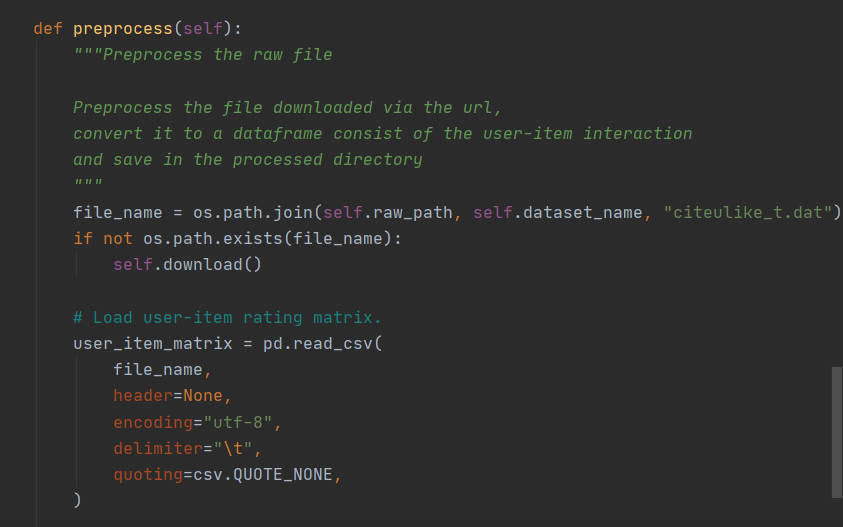 def preprocess(self):
"""Preprocess the raw file
Preprocess the file downloaded via the url,
convert it to a dataframe consist of the user-item interaction
and save in the processed directory
"""
file_name = os.path.join(self.raw_path, self.dataset_name, "citeulike_t.dat")
if not os.path.exists(file_name):
self.download()
# Load user-item rating matrix.
user_item_matrix = pd.read_csv(
file_name,
header=None,
encoding="utf-8",
delimiter="\t",
quoting=csv.QUOTE_NONE,
)